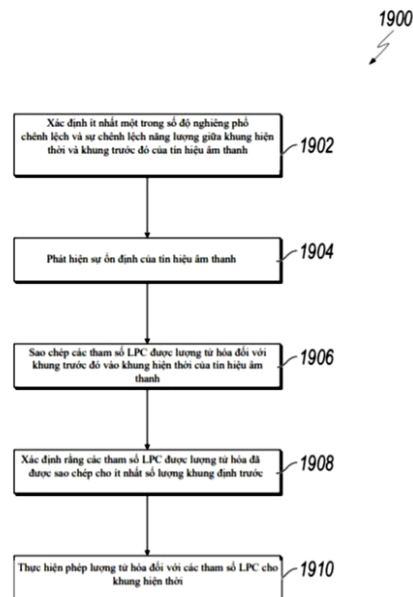 1900
Xác định ít nhất một trong số độ nghiêng phổ
chênh lệch và sự chênh lệch năng lượng giữa khung hiện
thời và khung trước đó của tín hiệu âm thanh
1902
Phát hiện sự ổn định của tín hiệu âm thanh
1904
Sao chép các tham số LPC được lượng tử hóa đối với
khung trước đó vào khung hiện thời của tín hiệu âm
thanh
1906
Xác định rằng các tham số LPC được lượng tử hóa đã
được sao chép cho ít nhất số lượng khung định trước
1908
Thực hiện phép lượng tử hóa đối với các tham số LPC cho
khung hiện thời
1910